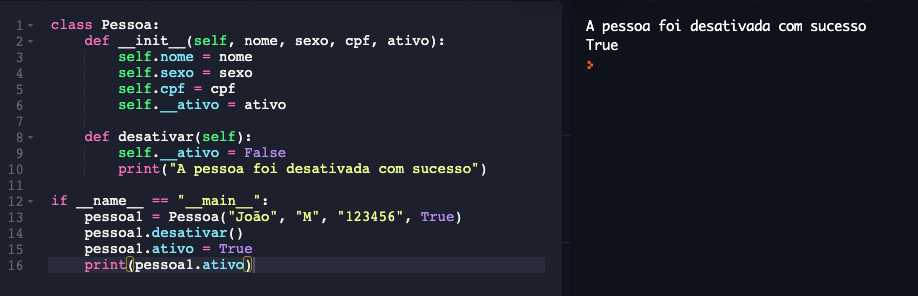 1 class Pessoa:
2     def __init__(self, nome, sexo, cpf, ativo):
3         self.nome = nome
4         self.sexo = sexo
5         self.cpf = cpf
6         self.__ativo = ativo
7
8     def desativar(self):
9         self.__ativo = False
10         print("A pessoa foi desativada com sucesso")
11
12 if __name__ == "__main__":
13     pessoa1 = Pessoa("João", "M", "123456", True)
14     pessoa1.desativar()
15     pessoa1.ativo = True
16     print(pessoa1.ativo)
A pessoa foi desativada com sucesso
True
>